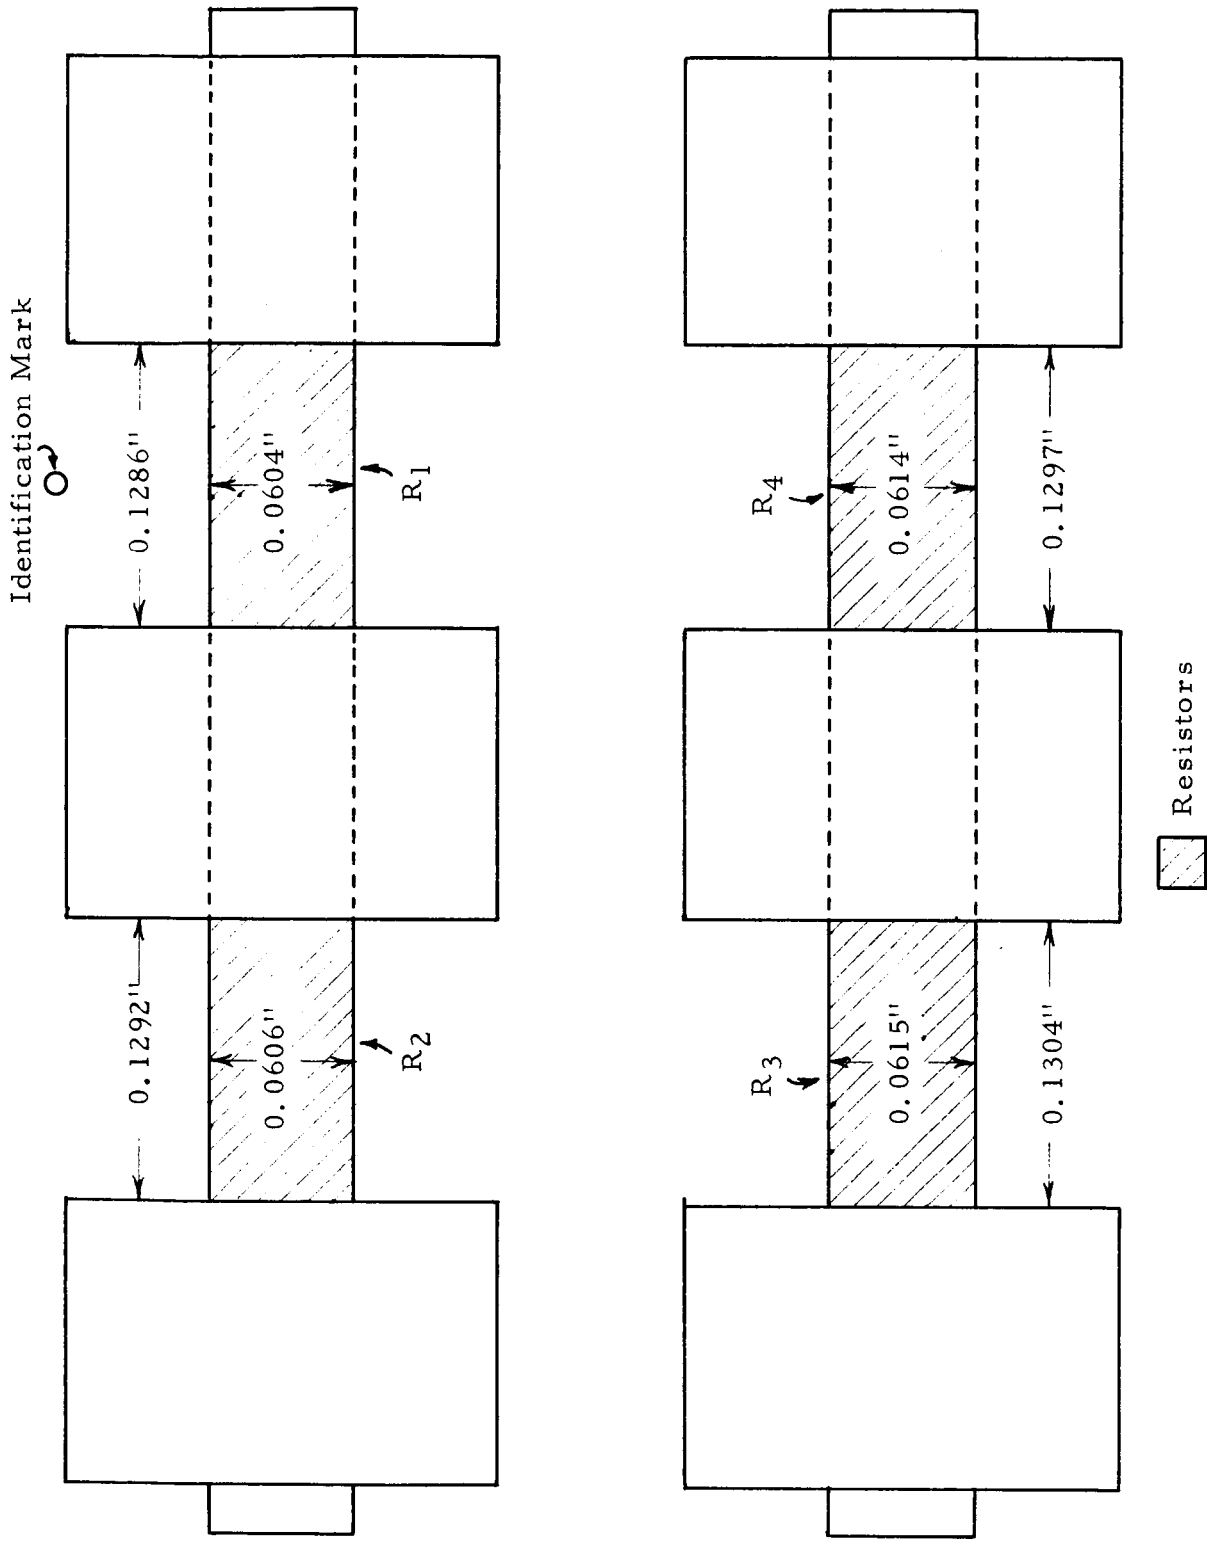 Identification Mark
0.1292"
0.1286"
0.0606"
0.0604"
R2
R1
R3
R4
0.0615"
0.0614"
0.1304"
0.1297"
Resistors